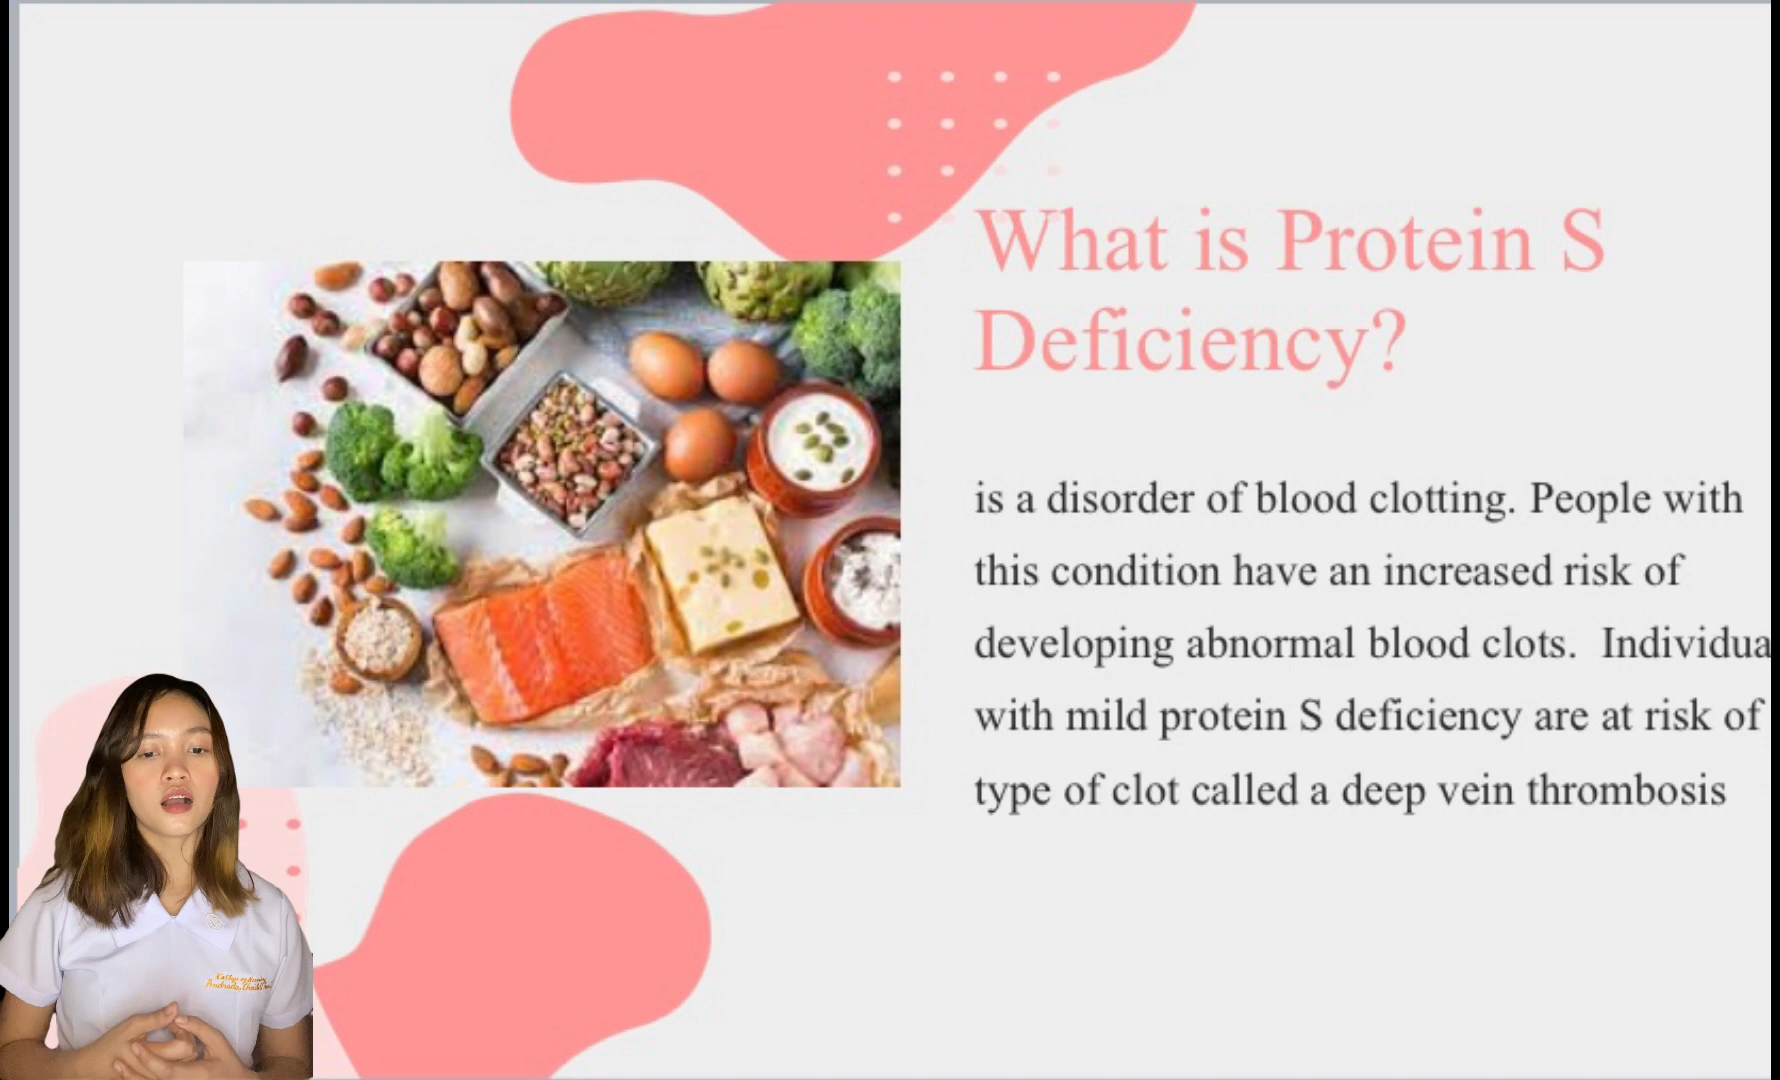 What is Protein S
Deficiency?
is a disorder of blood clotting. People with
this condition have an increased risk of
developing abnormal blood clots.  Individua
with mild protein S deficiency are at risk of
type of clot called a deep vein thrombosis